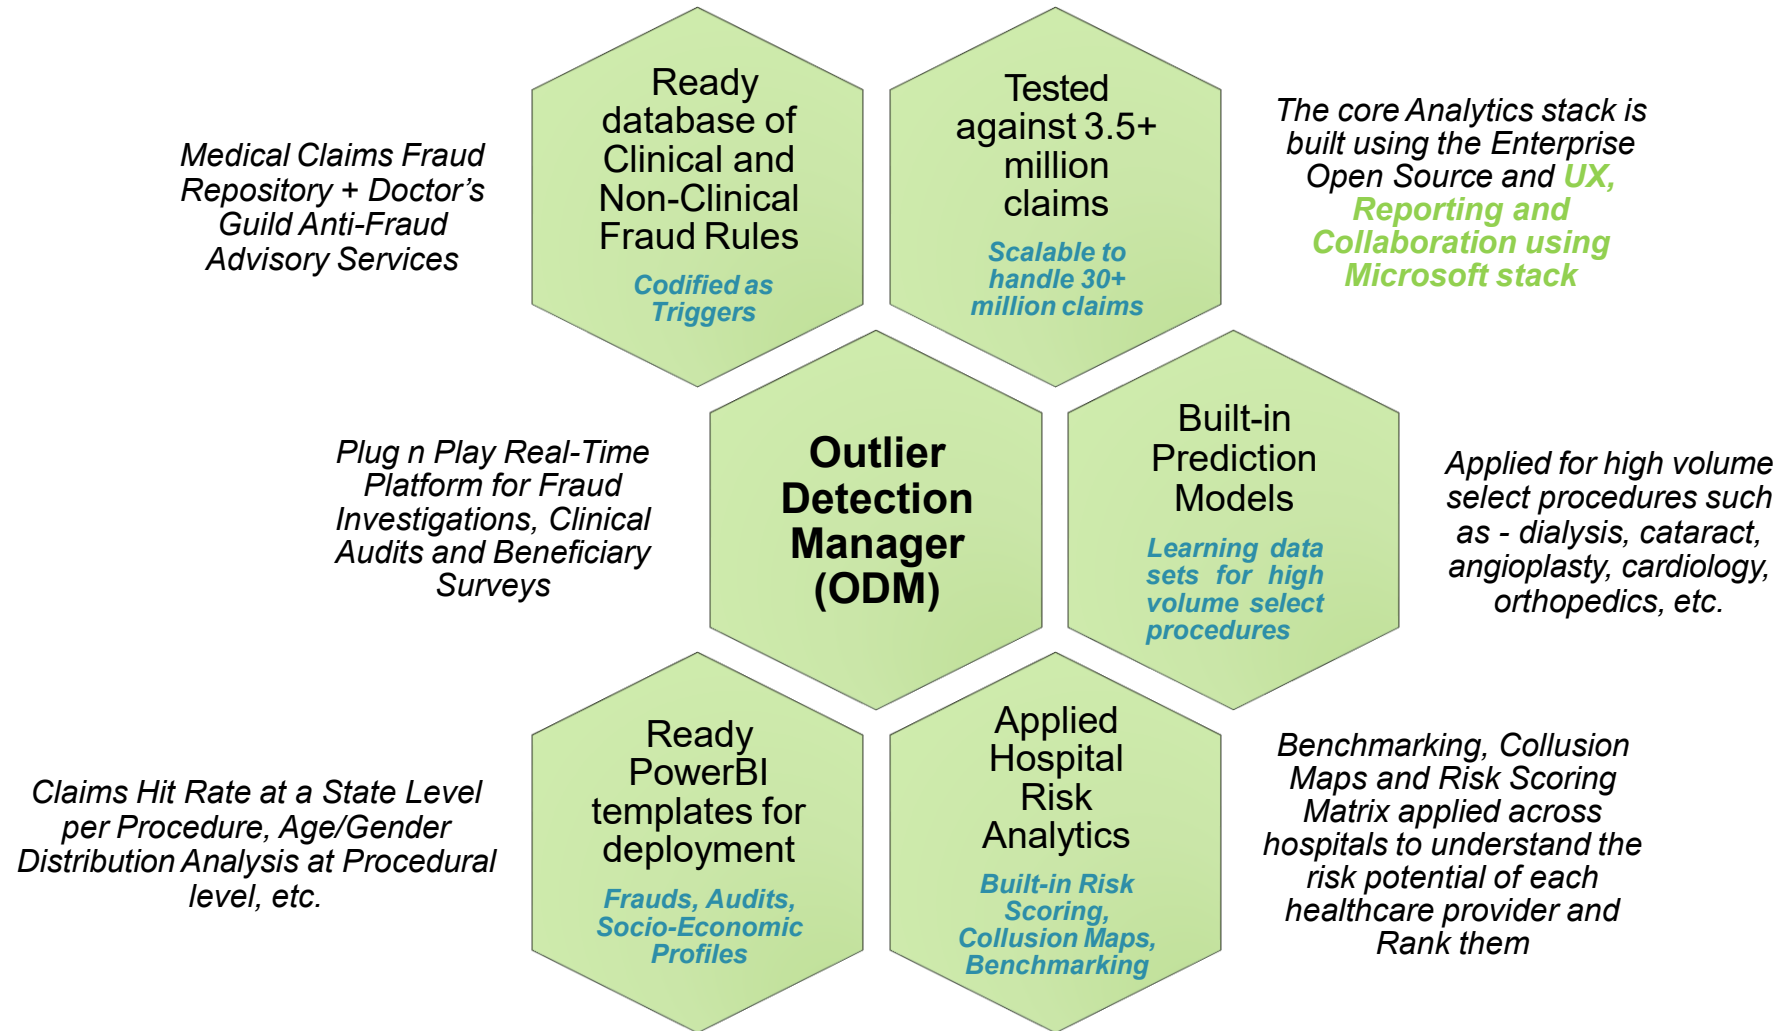 Medical Claims Fraud
Repository + Doctor’s
Guild Anti-Fraud
Advisory Services
Ready
database of
Clinical and
Non-Clinical
Fraud Rules
Codified as
Triggers
Tested
against 3.5+
million
claims
Scalable to
handle 30+
million claims
The core Analytics stack is
built using the Enterprise
Open Source and UX,
Reporting and
Collaboration using
Microsoft stack
Plug n Play Real-Time
Platform for Fraud
Investigations, Clinical
Audits and Beneficiary
Surveys
Outlier
Detection
Manager
(ODM)
Built-in
Prediction
Models
Learning data
sets for high
volume select
procedures
Applied for high volume
select procedures such
as - dialysis, cataract,
angioplasty, cardiology,
orthopedics, etc.
Claims Hit Rate at a State Level
per Procedure, Age/Gender
Distribution Analysis at Procedural
level, etc.
Ready
PowerBI
templates for
deployment
Frauds, Audits,
Socio-Economic
Profiles
Applied
Hospital
Risk
Analytics
Built-in Risk
Scoring,
Collusion Maps,
Benchmarking
Benchmarking, Collusion
Maps and Risk Scoring
Matrix applied across
hospitals to understand the
risk potential of each
healthcare provider and
Rank them